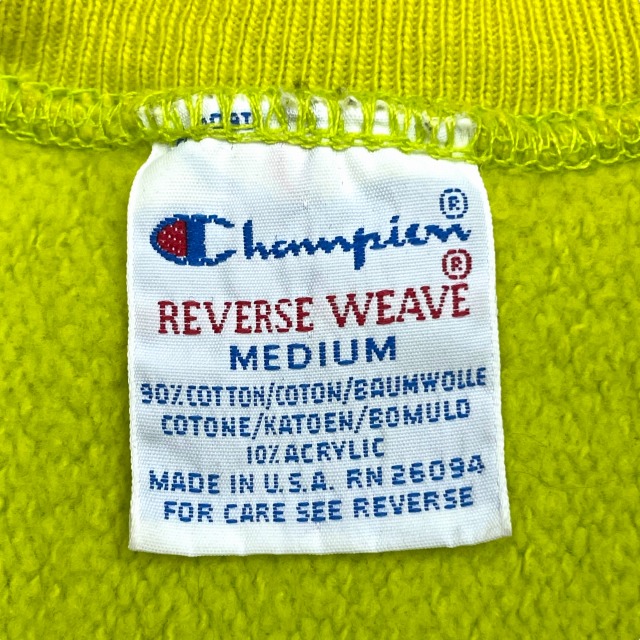 Champion®
REVERSE WEAVE®
MEDIUM
90% COTTON/COTON/BAUMWOLLE
COTONE/KATOEN/BOMULD
10% ACRYLIC
MADE IN U.S.A. RN 26094
FOR CARE SEE REVERSE